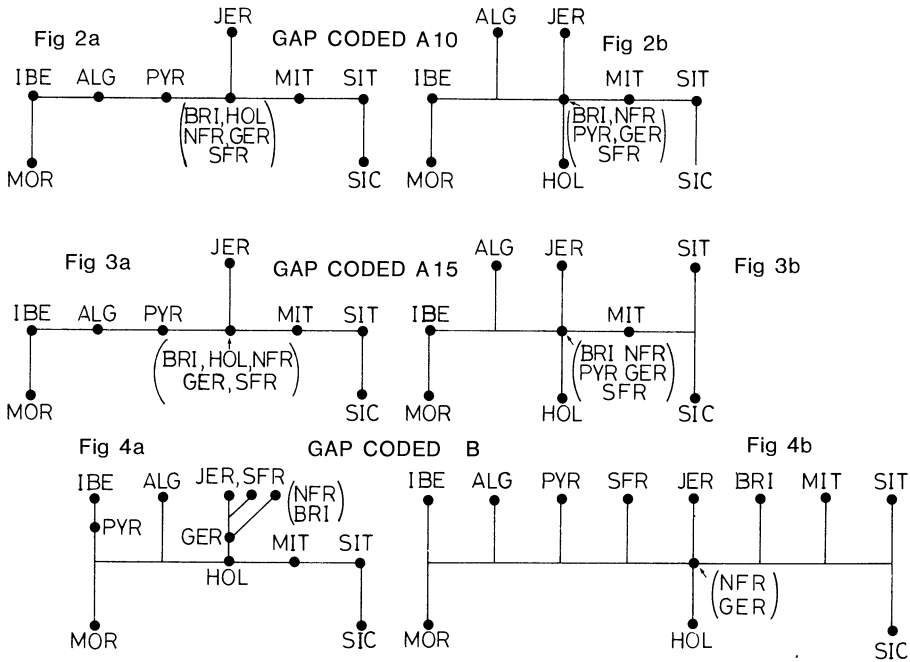 JER ALG JER
Fig 2a GAP CODED A10 Fig 2b
IBE ALG PYR MIT SIT IBE MIT SIT
(BRI,HOL
NFR,GER
SFR)
(BRI,NFR
PYR,GER
SFR)
MOR SIC MOR HOL SIC
JER ALG JER SIT
Fig 3a GAP CODED A15 Fig 3b
IBE ALG PYR MIT SIT IBE MIT
(BRI,HOL,NFR
GER,SFR)
(BRI NFR
PYR GER
SFR)
MOR SIC MOR HOL SIC
Fig 4a GAP CODED B Fig 4b
IBE ALG JER,SFR (NFR
BRI)
IBE ALG PYR SFR JER BRI MIT SIT
PYR
GER MIT SIT
HOL
(NFR
GER)
MOR SIC MOR HOL SIC